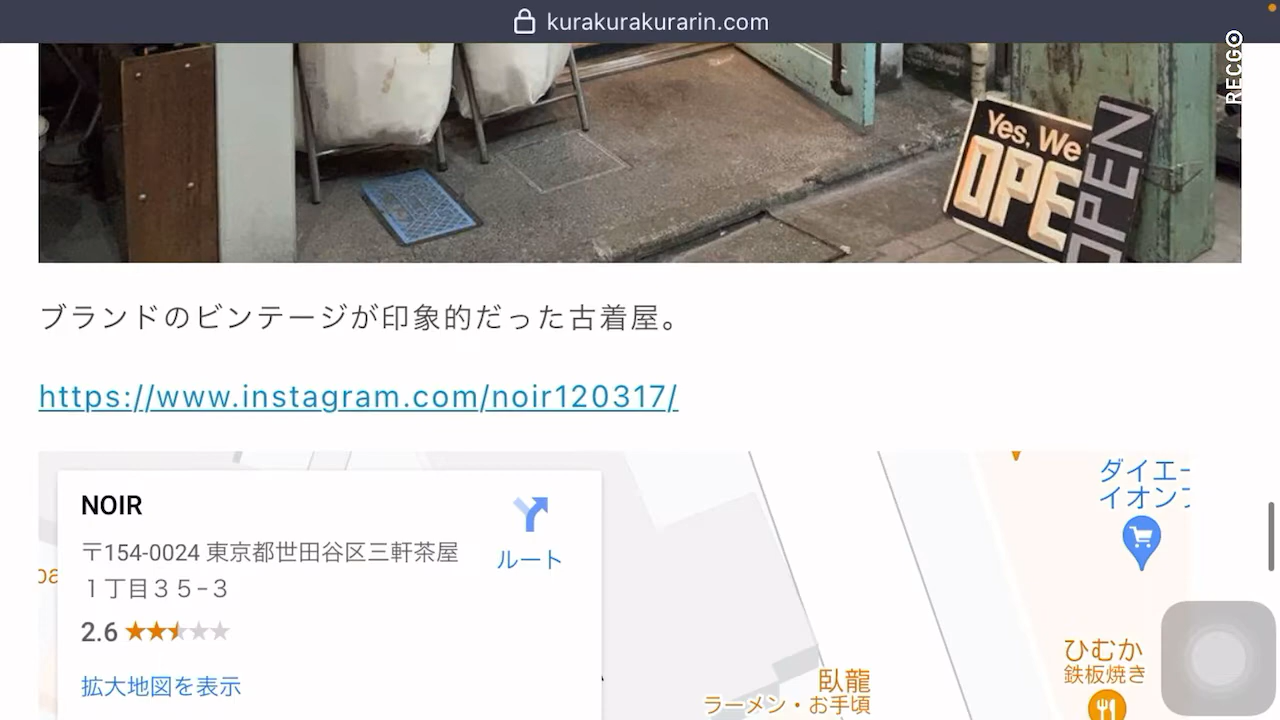 kurakurakurarin.com
RECGO
Yes, We
OPE
OPEN
ブランドのビンテージが印象的だった古着屋。
https://www.instagram.com/noir120317/
NOIR
〒154-0024 東京都世田谷区三軒茶屋
１丁目３５−３
ルート
2.6
拡大地図を表示
ダイエー
イオンフ
ひむか
鉄板焼き
臥龍
ラーメン・お手頃